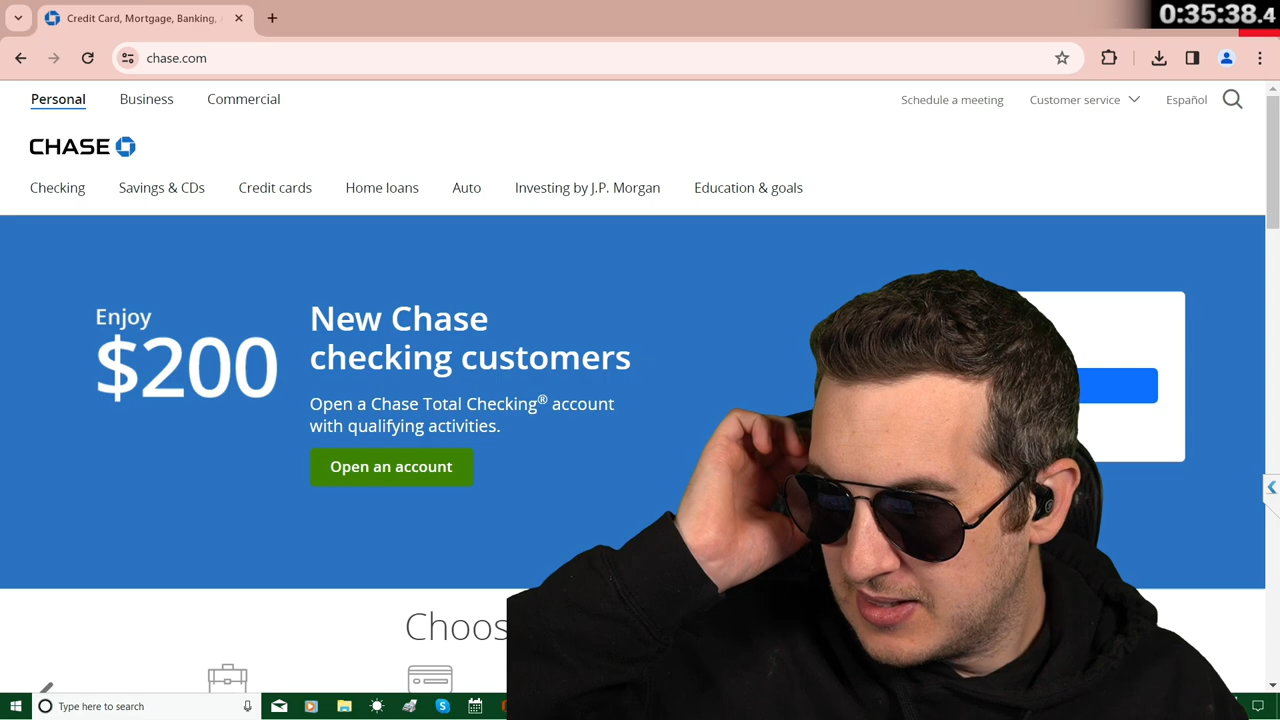 Credit Card, Mortgage, Banking,
0:35:38.4
chase.com
Personal
Business
Commercial
Schedule a meeting
Customer service
Español
CHASE
Checking
Savings & CDs
Credit cards
Home loans
Auto
Investing by J.P. Morgan
Education & goals
Enjoy
$200
New Chase
checking customers
Open a Chase Total Checking® account
with qualifying activities.
Open an account
Choos
Type here to search